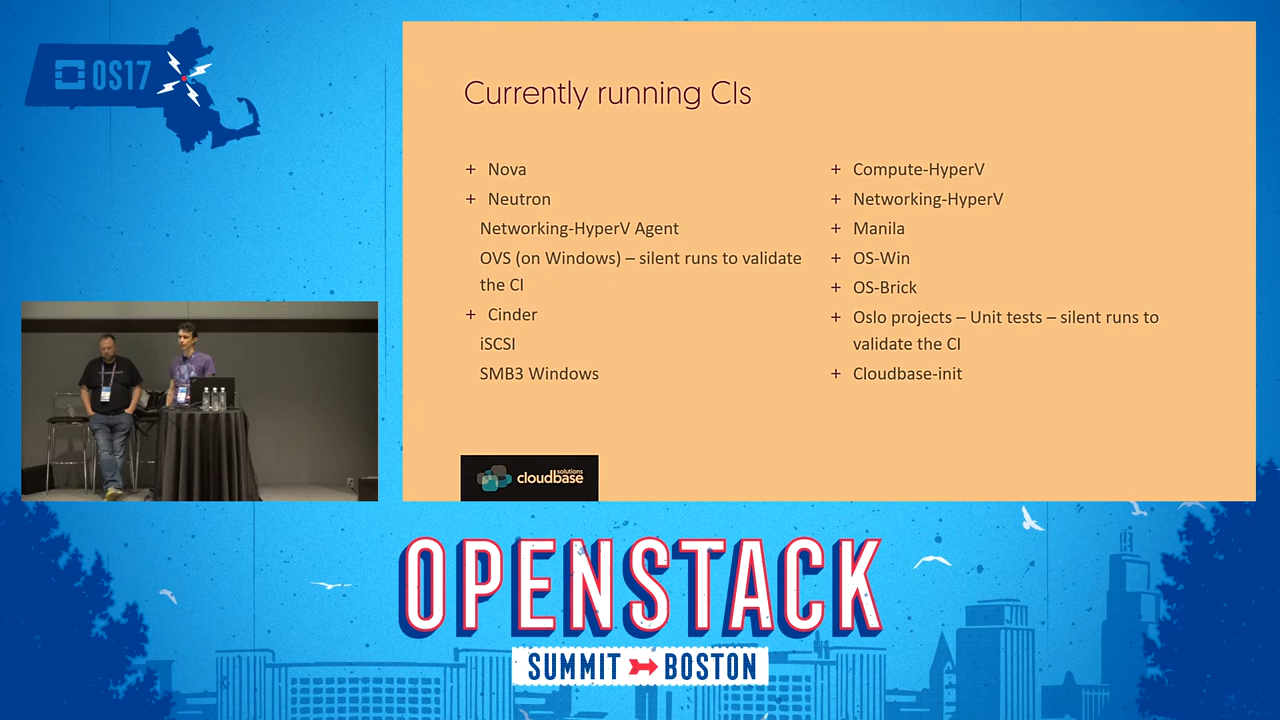 OS17
Currently running CIs
+ Nova
+ Neutron
Networking-HyperV Agent
OVS (on Windows) – silent runs to validate
the CI
+ Cinder
iSCSI
SMB3 Windows
+ Compute-HyperV
+ Networking-HyperV
+ Manila
+ OS-Win
+ OS-Brick
+ Oslo projects – Unit tests – silent runs to
validate the CI
+ Cloudbase-init
cloudbase
solutions
OPENSTACK
SUMMIT BOSTON